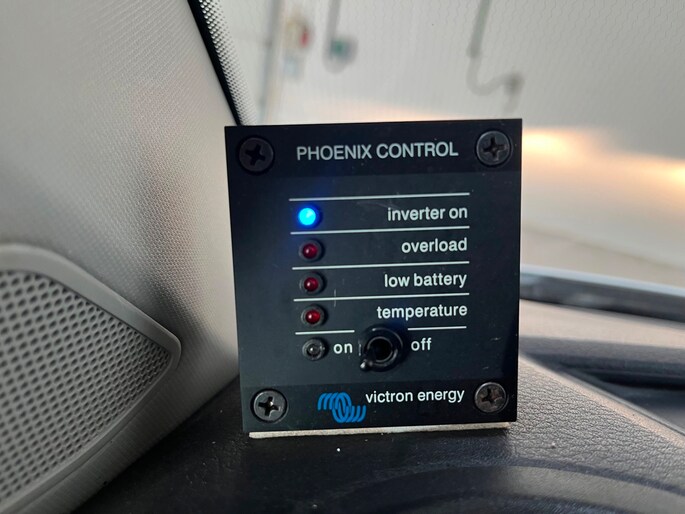 PHOENIX CONTROL
inverter on
overload
low battery
temperature
on off
victron energy